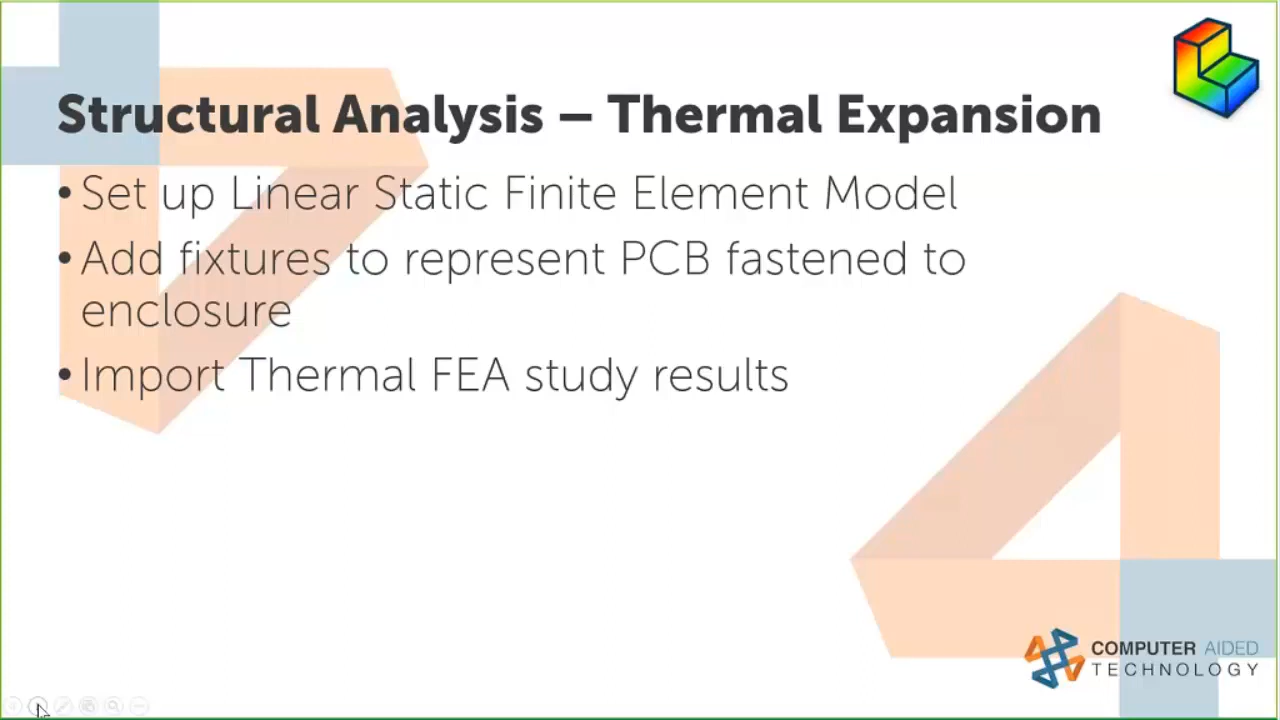 Structural Analysis – Thermal Expansion
• Set up Linear Static Finite Element Model
• Add fixtures to represent PCB fastened to
enclosure
• Import Thermal FEA study results
COMPUTER AIDED
TECHNOLOGY